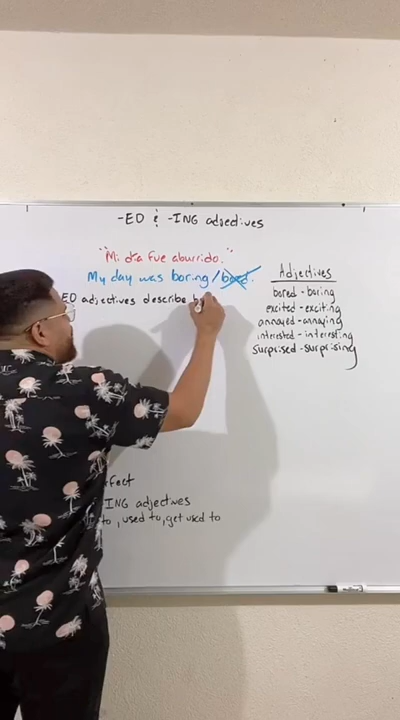 -ED & -ING adjectives
"Mi día fue aburrido."
My day was boring/bored.
ED adjectives describe h
Adjectives
bored - boring
excited - exciting
annoyed - annoying
interested - interesting
surprised - surprising
fect
ING adjectives
to, used to, get used to